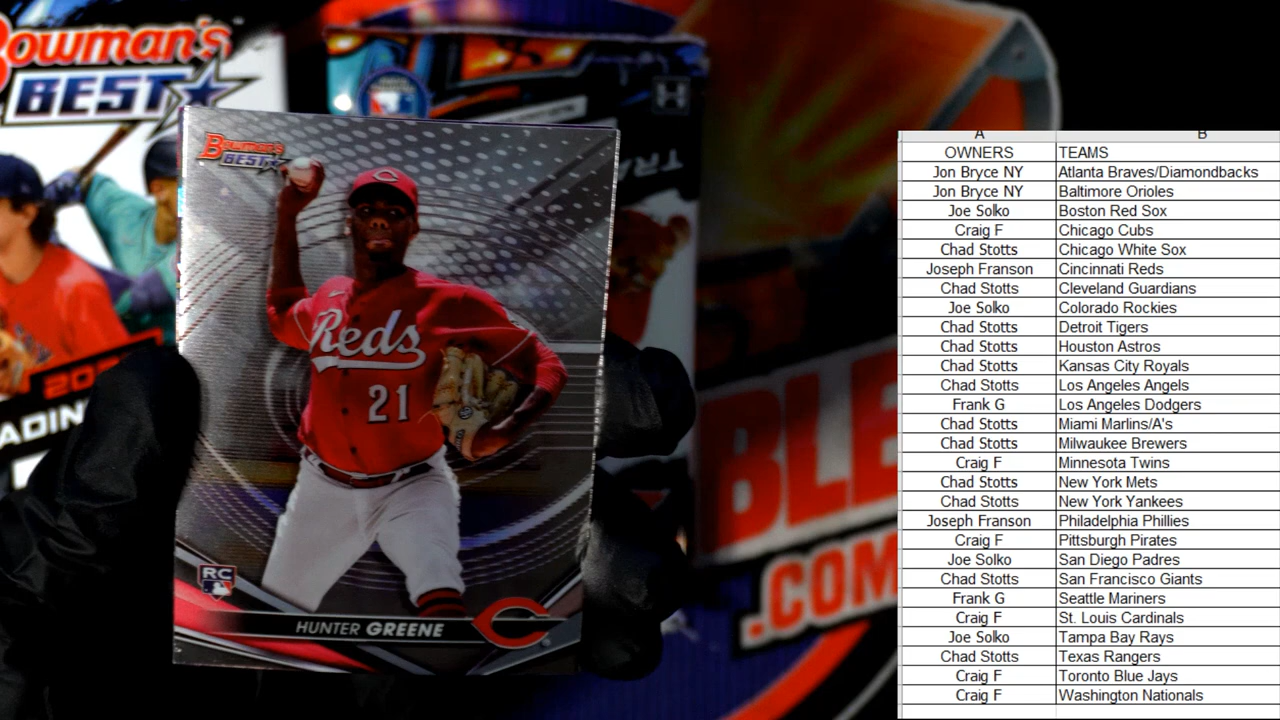 Bowman's
BEST
H
Bowman's
BEST
Reds
21
RC
HUNTER GREENE
C
BLE
.COM
ADIN
A B
OWNERS TEAMS
Jon Bryce NY Atlanta Braves/Diamondbacks
Jon Bryce NY Baltimore Orioles
Joe Solko Boston Red Sox
Craig F Chicago Cubs
Chad Stotts Chicago White Sox
Joseph Franson Cincinnati Reds
Chad Stotts Cleveland Guardians
Joe Solko Colorado Rockies
Chad Stotts Detroit Tigers
Chad Stotts Houston Astros
Chad Stotts Kansas City Royals
Chad Stotts Los Angeles Angels
Frank G Los Angeles Dodgers
Chad Stotts Miami Marlins/A's
Chad Stotts Milwaukee Brewers
Craig F Minnesota Twins
Chad Stotts New York Mets
Chad Stotts New York Yankees
Joseph Franson Philadelphia Phillies
Craig F Pittsburgh Pirates
Joe Solko San Diego Padres
Chad Stotts San Francisco Giants
Frank G Seattle Mariners
Craig F St. Louis Cardinals
Joe Solko Tampa Bay Rays
Chad Stotts Texas Rangers
Craig F Toronto Blue Jays
Craig F Washington Nationals